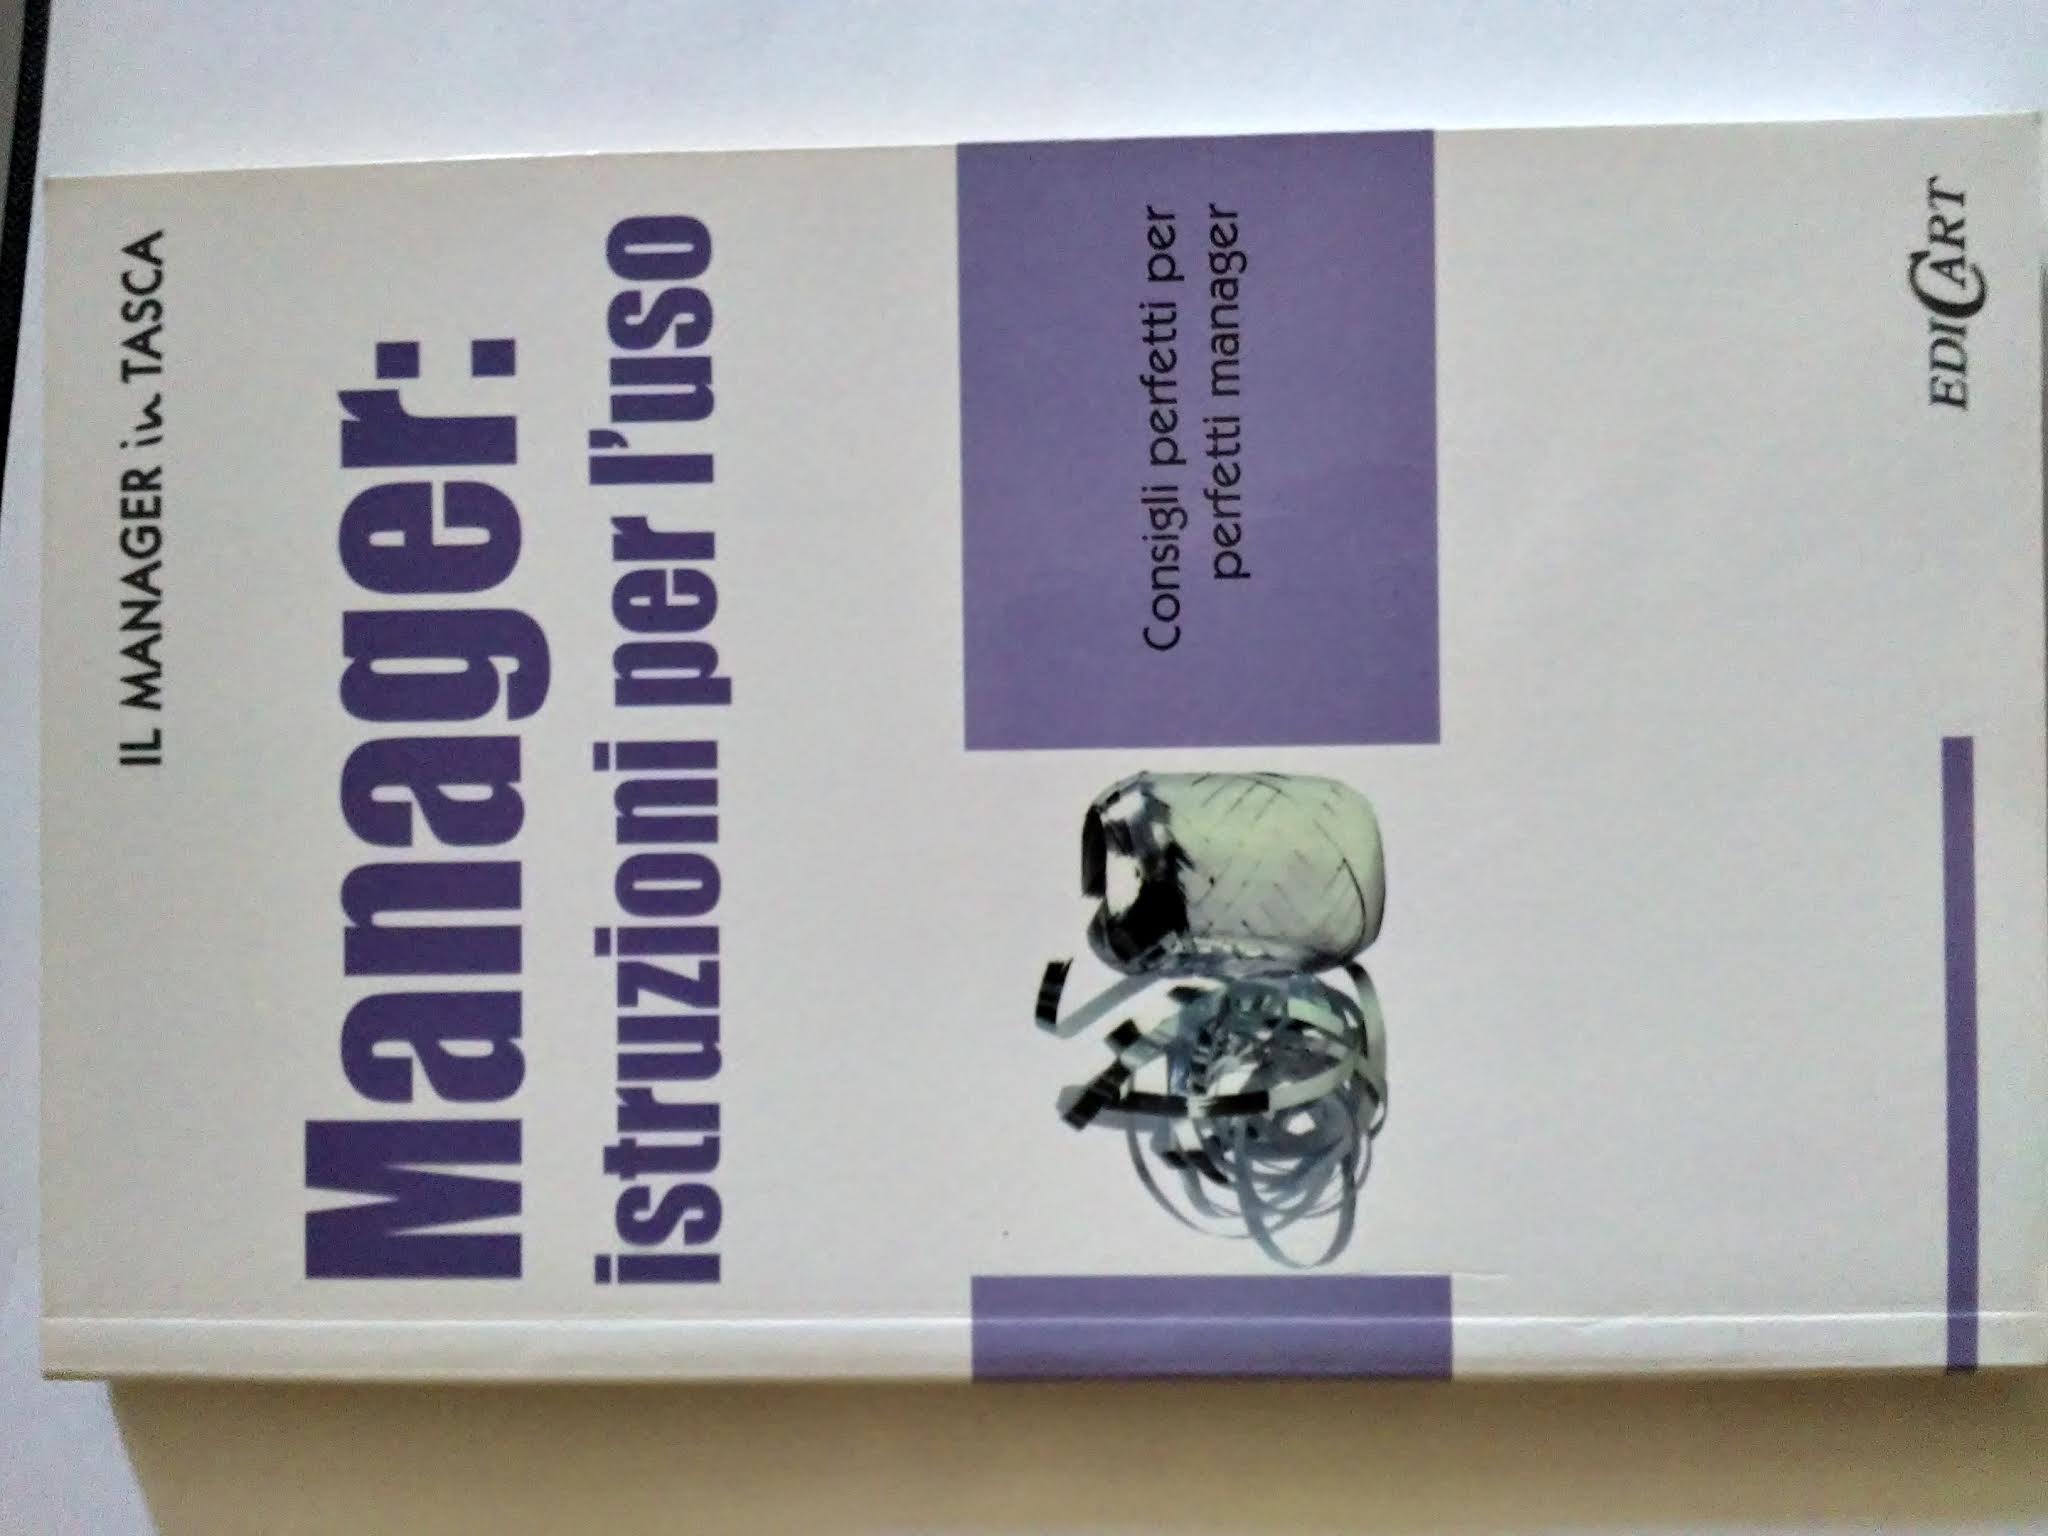 IL MANAGER in TASCA
Manager:
istruzioni per l'uso
Consigli perfetti per
perfetti manager
EDICART